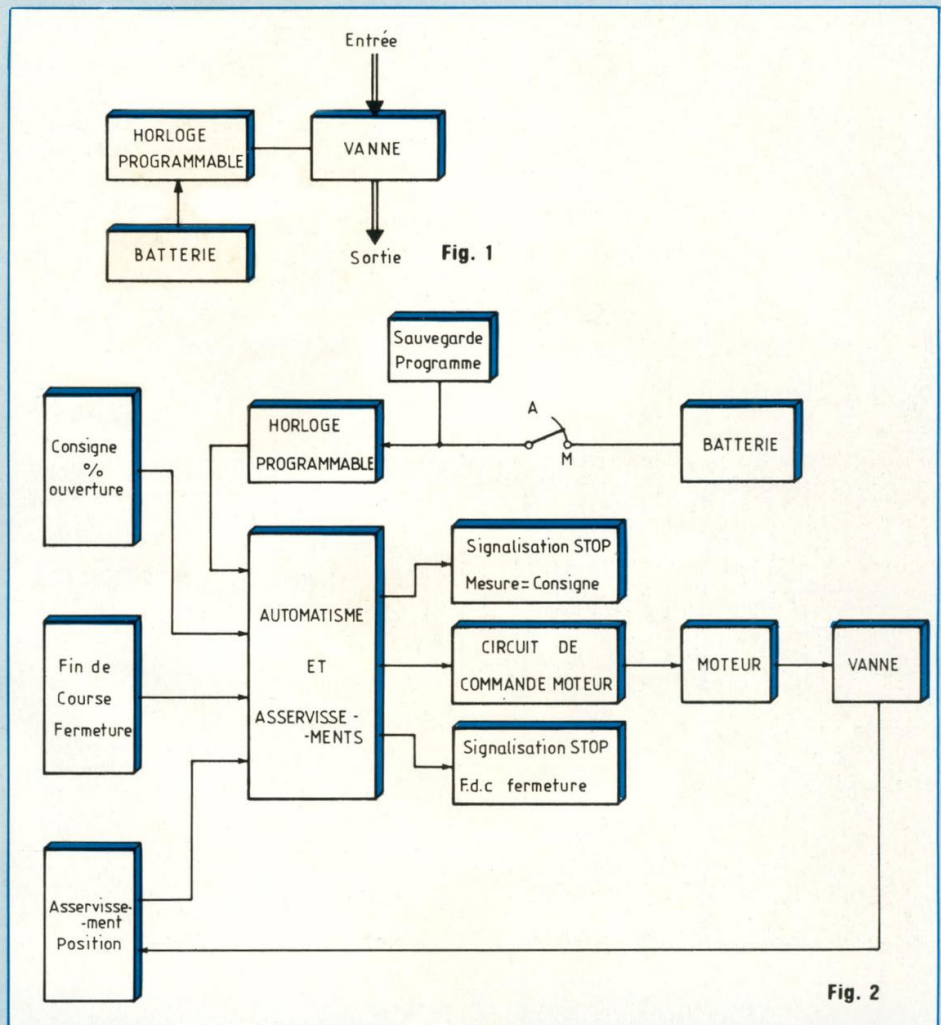 Entrée
HORLOGE
PROGRAMMABLE
VANNE
BATTERIE
Sortie
Fig. 1
Sauvegarde
Programme
Consigne
%
ouverture
HORLOGE
PROGRAMMABLE
A
M
BATTERIE
Fin de
Course
Fermeture
AUTOMATISME
ET
ASSERVISSE-
-MENTS
Signalisation STOP
Mesure=Consigne
CIRCUIT DE
COMMANDE MOTEUR
MOTEUR
VANNE
Signalisation STOP
F.d.c fermeture
Asservisse-
-ment
Position
Fig. 2